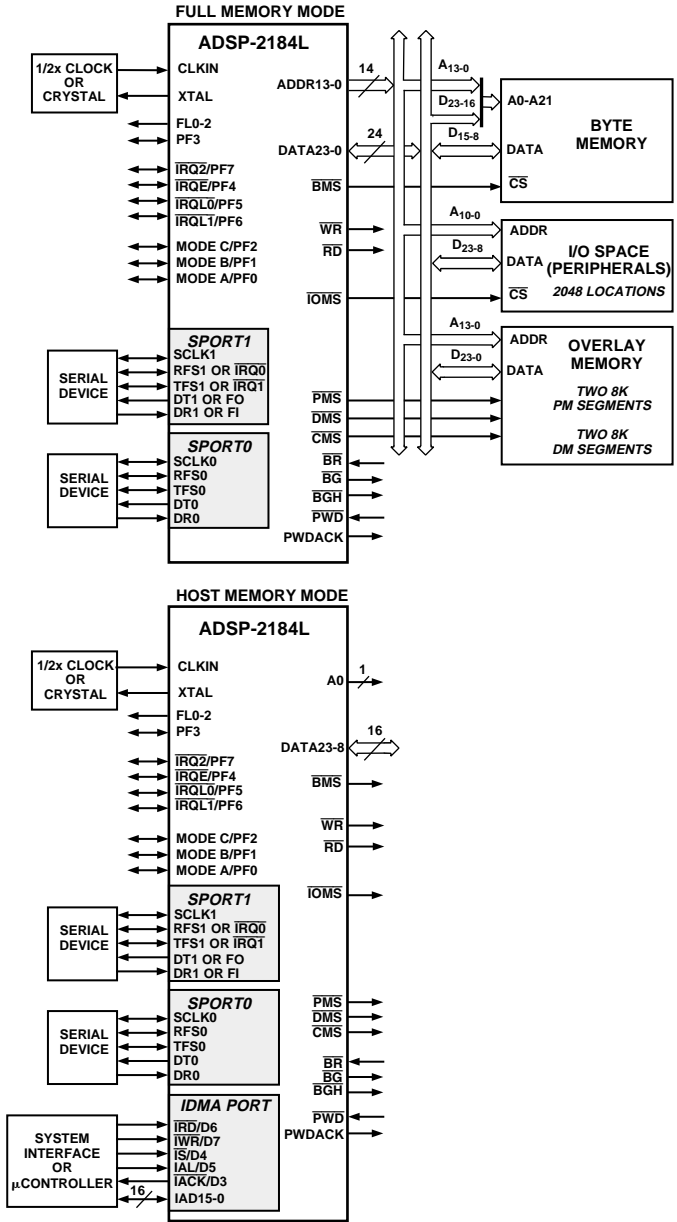 FULL MEMORY MODE
ADSP-2184L
1/2x CLOCK
OR
CRYSTAL
CLKIN
XTAL
FL0-2
PF3
IRQ2/PF7
IRQE/PF4
IRQL0/PF5
IRQL1/PF6
MODE C/PF2
MODE B/PF1
MODE A/PF0
SPORT1
SERIAL
DEVICE
SCLK1
RFS1 OR IRQ0
TFS1 OR IRQ1
DT1 OR FO
DR1 OR FI
SPORT0
SERIAL
DEVICE
SCLK0
RFS0
TFS0
DT0
DR0
ADDR13-0
14
DATA23-0
24
BMS
WR
RD
IOMS
PMS
DMS
CMS
BR
BG
BGH
PWD
PWDACK
A13-0
D23-16
D15-8
A0-A21
DATA
CS
BYTE
MEMORY
A10-0
D23-8
ADDR
DATA
CS
I/O SPACE
(PERIPHERALS)
2048 LOCATIONS
A13-0
D23-0
ADDR
DATA
OVERLAY
MEMORY
TWO 8K
PM SEGMENTS
TWO 8K
DM SEGMENTS
HOST MEMORY MODE
ADSP-2184L
1/2x CLOCK
OR
CRYSTAL
CLKIN
XTAL
FL0-2
PF3
IRQ2/PF7
IRQE/PF4
IRQL0/PF5
IRQL1/PF6
MODE C/PF2
MODE B/PF1
MODE A/PF0
SPORT1
SERIAL
DEVICE
SCLK1
RFS1 OR IRQ0
TFS1 OR IRQ1
DT1 OR FO
DR1 OR FI
SPORT0
SERIAL
DEVICE
SCLK0
RFS0
TFS0
DT0
DR0
IDMA PORT
SYSTEM
INTERFACE
OR
μCONTROLLER
IRD/D6
IWR/D7
IS/D4
IAL/D5
IACK/D3
16
IAD15-0
A0
1
DATA23-8
16
BMS
WR
RD
IOMS
PMS
DMS
CMS
BR
BG
BGH
PWD
PWDACK